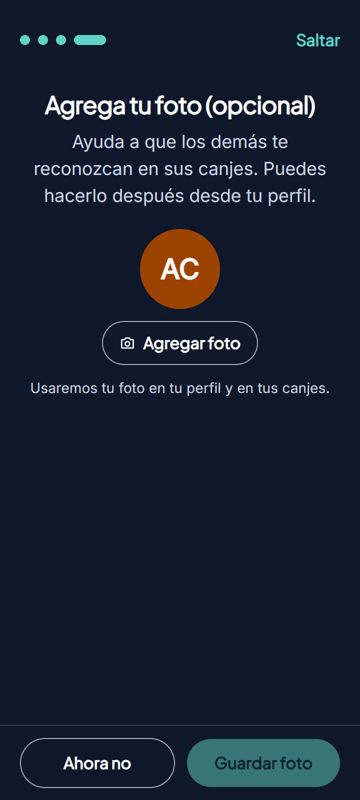 Saltar
Agrega tu foto (opcional)
Ayuda a que los demás te
reconozcan en sus canjes. Puedes
hacerlo después desde tu perfil.
AC
Agregar foto
Usaremos tu foto en tu perfil y en tus canjes.
Ahora no
Guardar foto